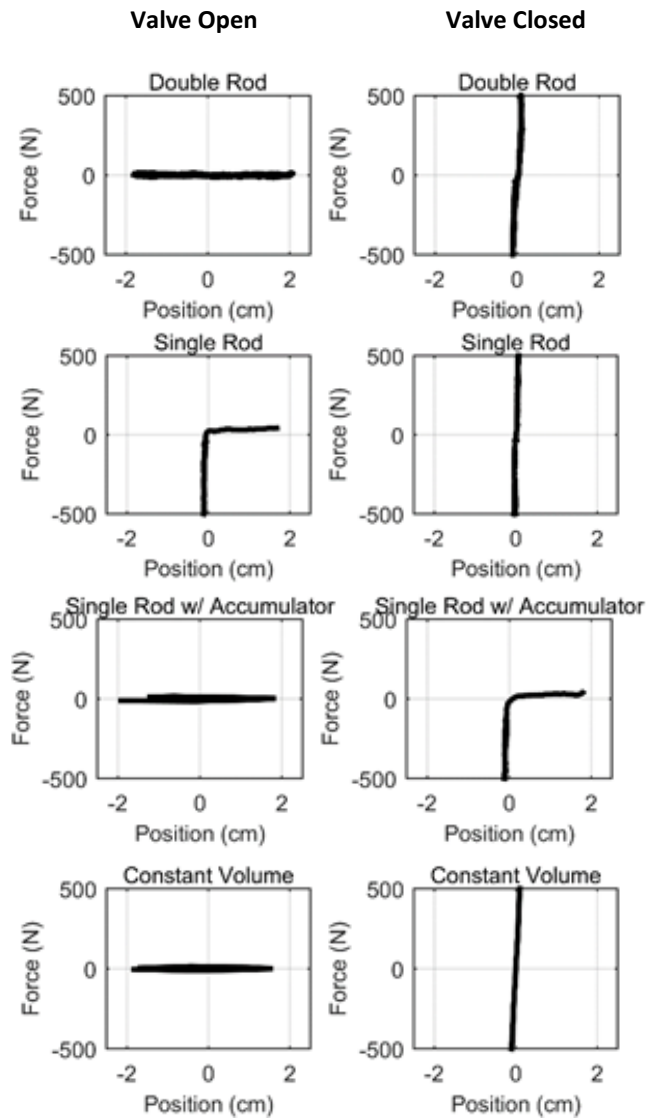 Valve Open Valve Closed
Double Rod Double Rod
500 500
Force (N) Force (N)
0 0
-500 -500
-2 0 2 -2 0 2
Position (cm) Position (cm)
Single Rod Single Rod
500 500
Force (N) Force (N)
0 0
-500 -500
-2 0 2 -2 0 2
Position (cm) Position (cm)
Single Rod w/ Accumulator Single Rod w/ Accumulator
500 500
Force (N) Force (N)
0 0
-500 -500
-2 0 2 -2 0 2
Position (cm) Position (cm)
Constant Volume Constant Volume
500 500
Force (N) Force (N)
0 0
-500 -500
-2 0 2 -2 0 2
Position (cm) Position (cm)